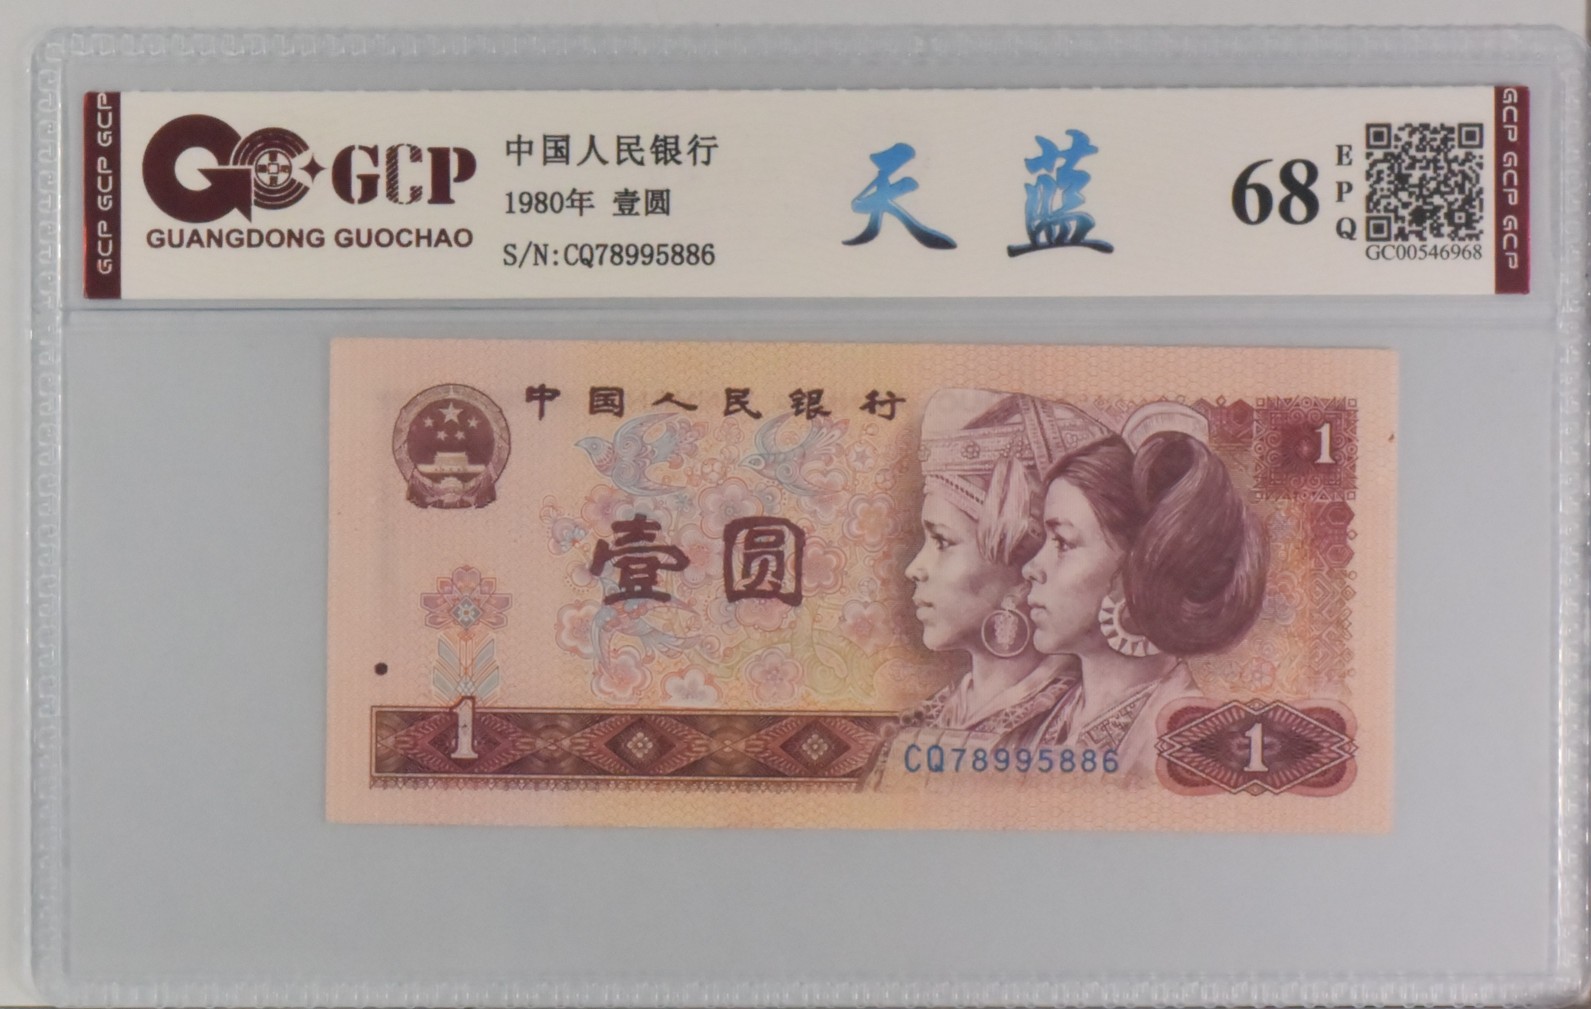 GCP GCP GCP
GCP
GUANGDONG GUOCHAO
中国人民银行
1980年 壹圆
S/N:CQ78995886
天蓝
68
EPQ
GC00546968
GCP GCP GCP
中国人民银行
1
壹圆
1
CQ78995886
1